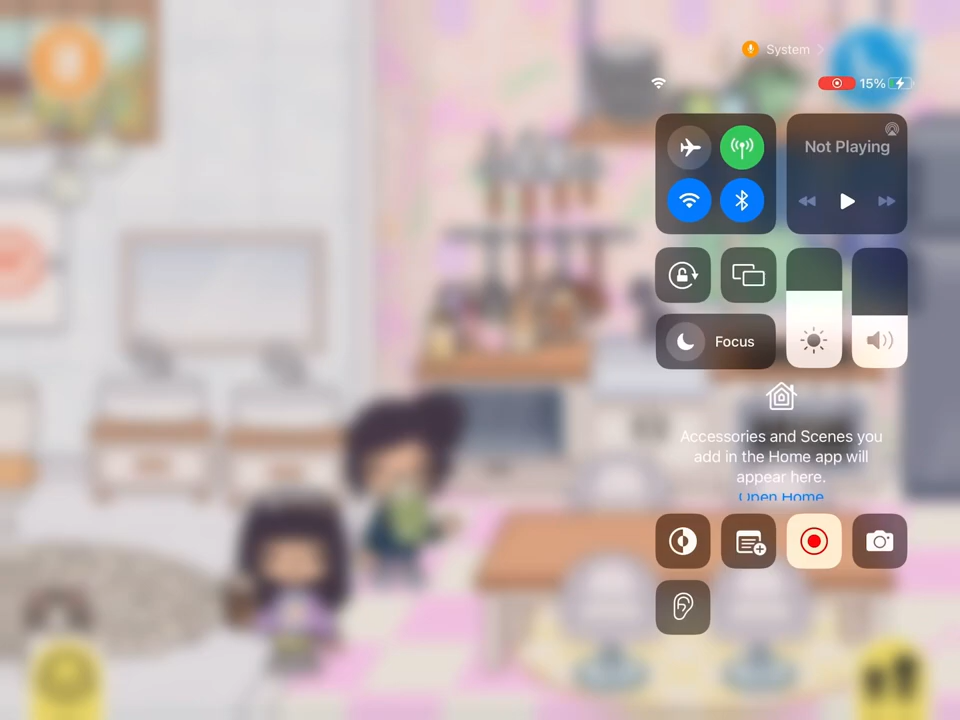 System
15%
Not Playing
Focus
Accessories and Scenes you
add in the Home app will
appear here.
Open Home